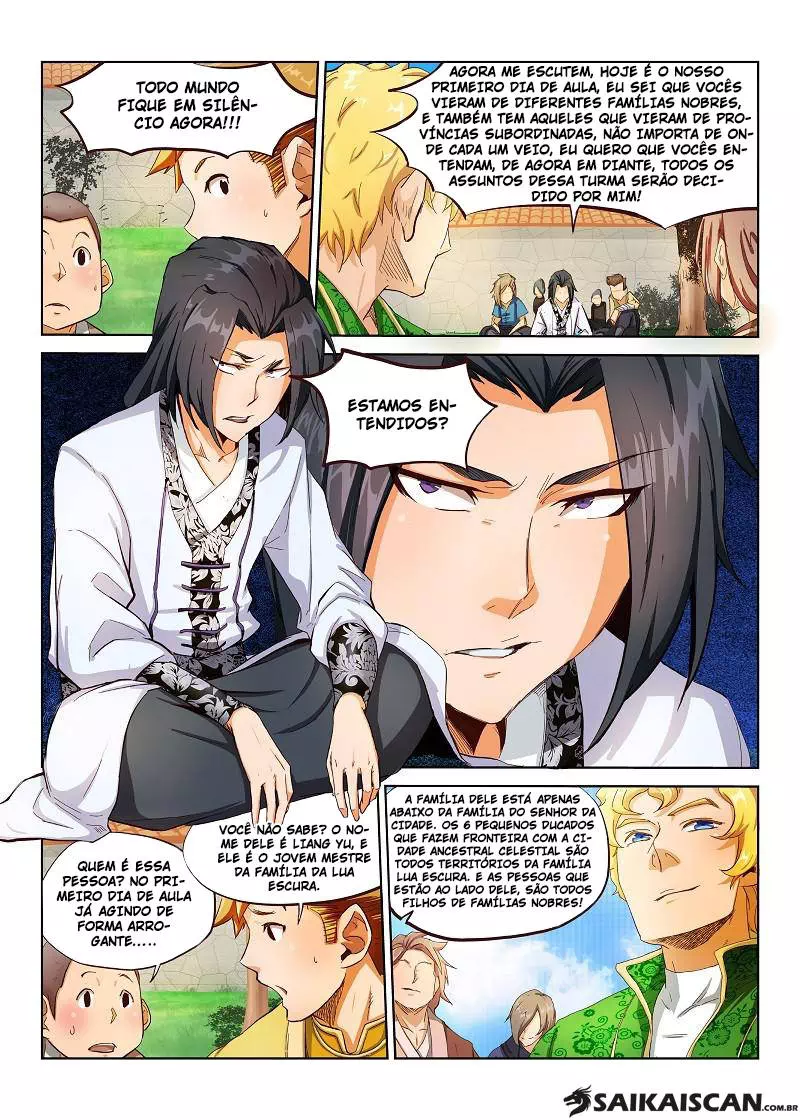 TODO MUNDO
FIQUE EM SILÊN-
CIO AGORA!!!
AGORA ME ESCUTEM, HOJE É O NOSSO
PRIMEIRO DIA DE AULA, EU SEI QUE VOCÊS
VIERAM DE DIFERENTES FAMÍLIAS NOBRES,
E TAMBÉM TEM AQUELES QUE VIERAM DE PRO-
VÍNCIAS SUBORDINADAS, NÃO IMPORTA DE ON-
DE CADA UM VEIO, EU QUERO QUE VOCÊS EN-
TENDAM, DE AGORA EM DIANTE, TODOS OS
ASSUNTOS DESSA TURMA SERÃO DECI-
DIDO POR MIM!
ESTAMOS EN-
TENDIDOS?
QUEM É ESSA
PESSOA? NO PRI-
MEIRO DIA DE AULA
JÁ AGINDO DE
FORMA ARRO-
GANTE.....
VOCÊ NÃO SABE? O NO-
ME DELE É LIANG YU, E
ELE É O JOVEM MESTRE
DA FAMÍLIA DA LUA
ESCURA.
A FAMÍLIA DELE ESTÁ APENAS
ABAIXO DA FAMÍLIA DO SENHOR DA
CIDADE. OS 6 PEQUENOS DUCADOS
QUE FAZEM FRONTEIRA COM A CI-
DADE ANCESTRAL CELESTIAL SÃO
TODOS TERRITÓRIOS DA FAMÍLIA
LUA ESCURA. E AS PESSOAS QUE
ESTÃO AO LADO DELE, SÃO TODOS
FILHOS DE FAMÍLIAS NOBRES!
SAIKAISCAN.COM.BR